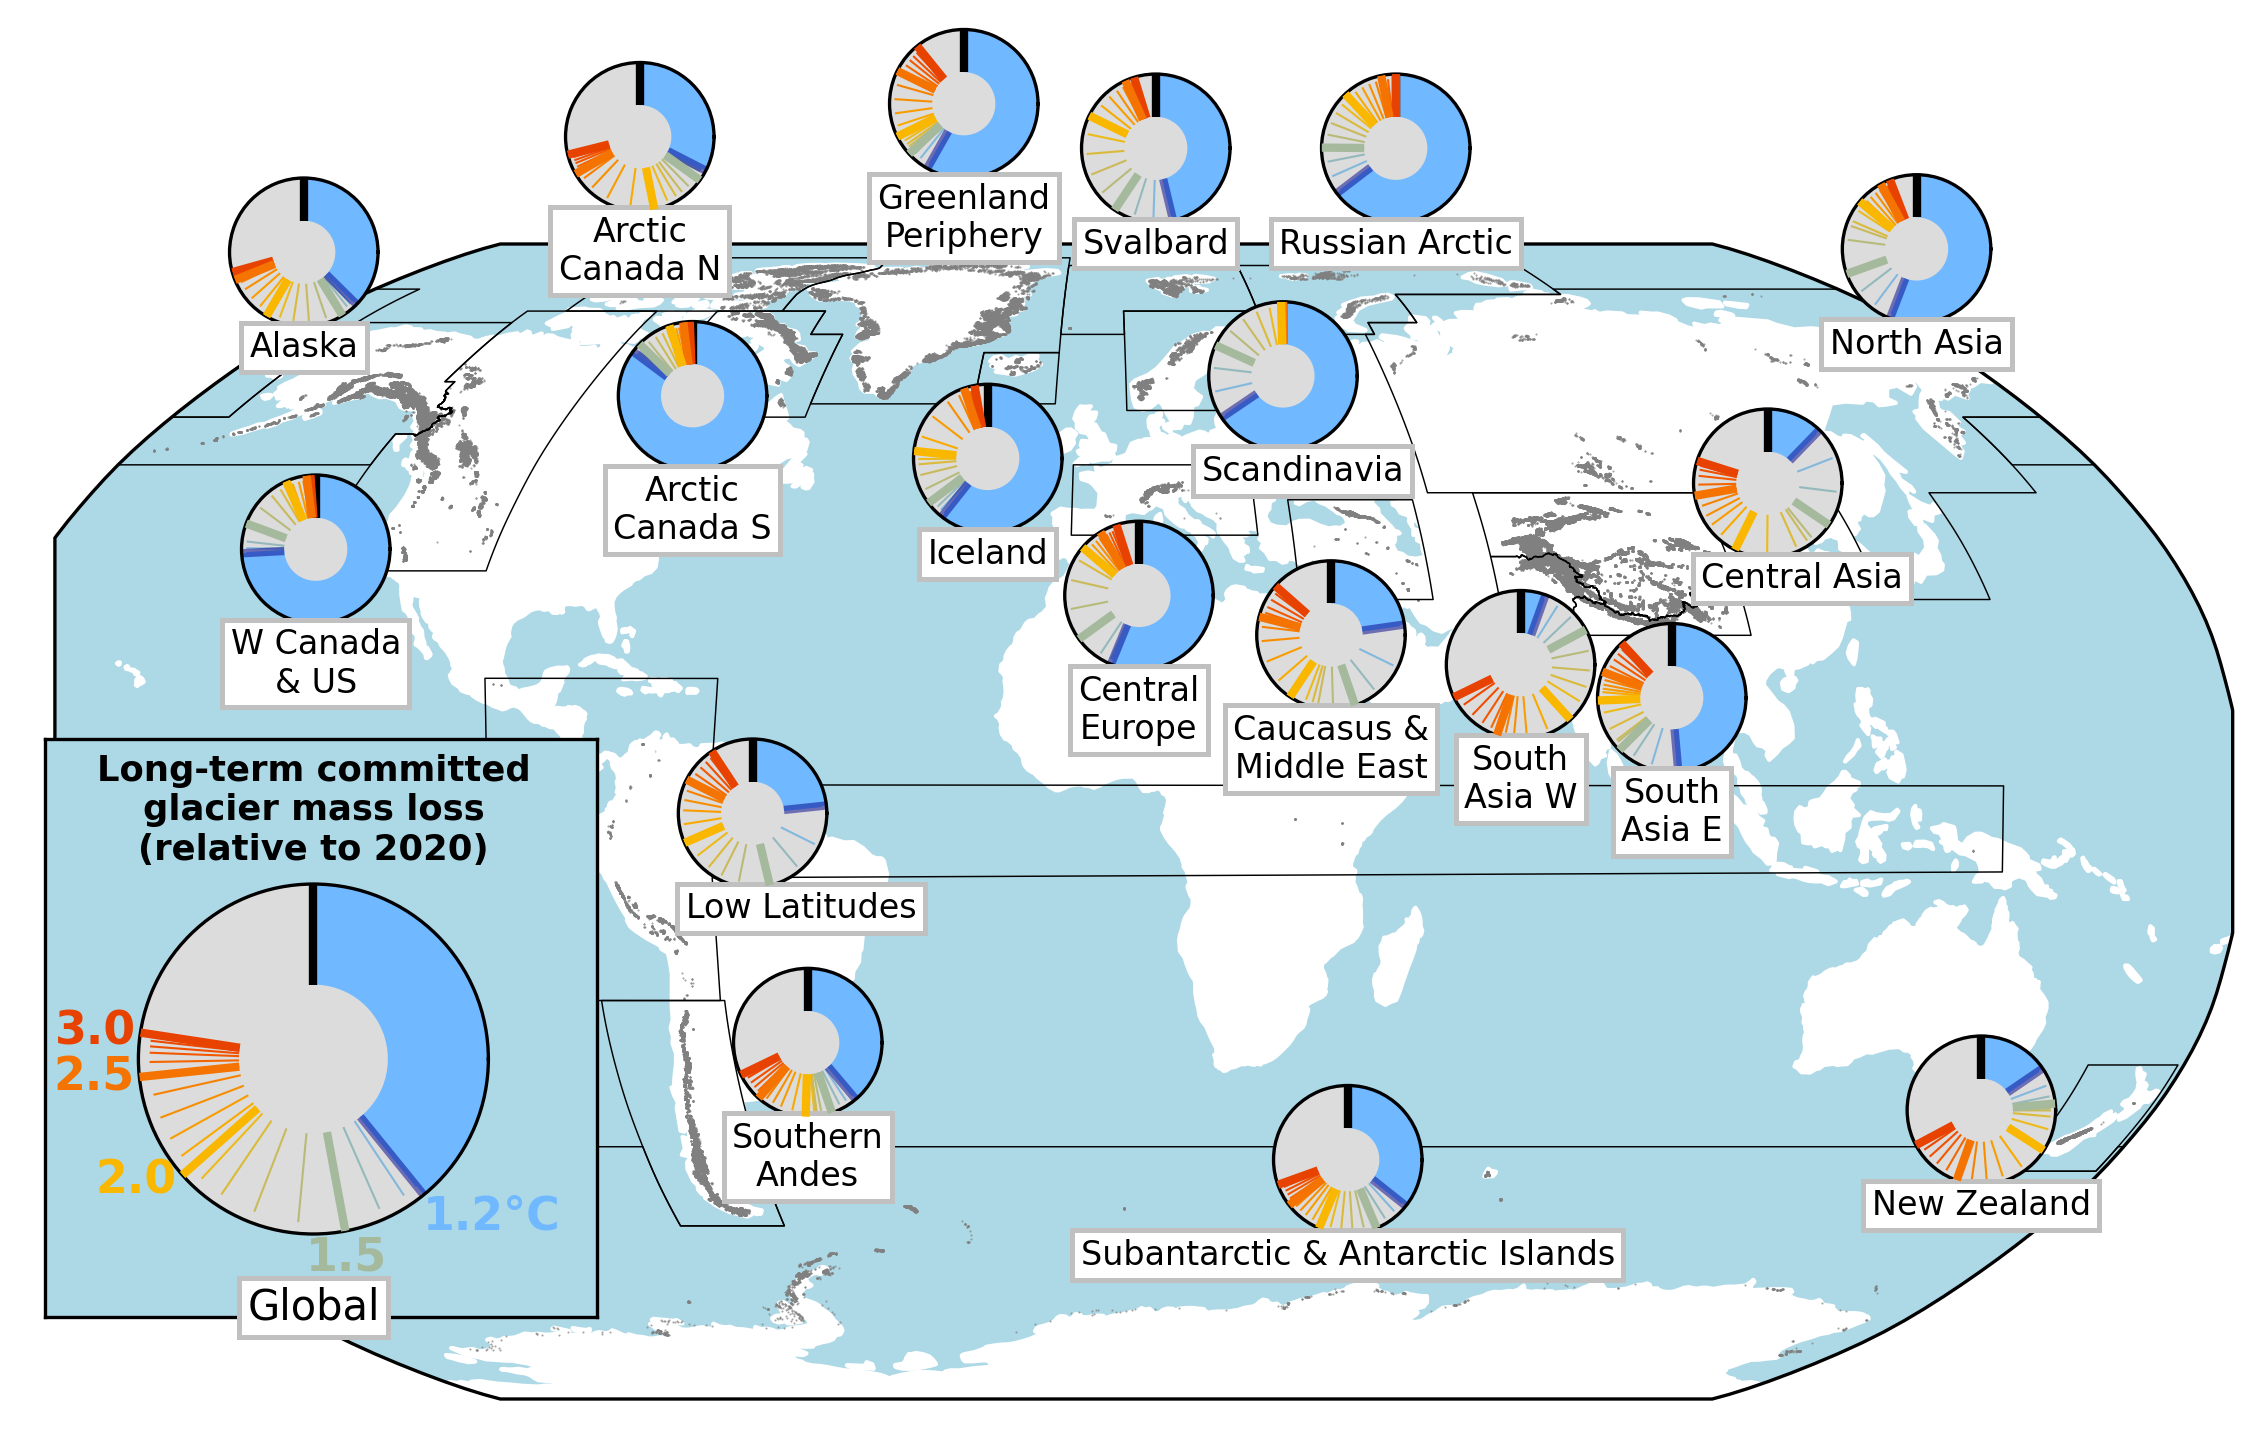 Greenland
Periphery
Svalbard
Russian Arctic
Arctic
Canada N
Alaska
North Asia
Scandinavia
Arctic
Canada S
Iceland
Central Asia
W Canada
& US
Central
Europe
Caucasus &
Middle East
South
Asia W
South
Asia E
Long-term committed
glacier mass loss
(relative to 2020)
3.0
2.5
2.0
1.2°C
1.5
Global
Low Latitudes
Southern
Andes
New Zealand
Subantarctic & Antarctic Islands